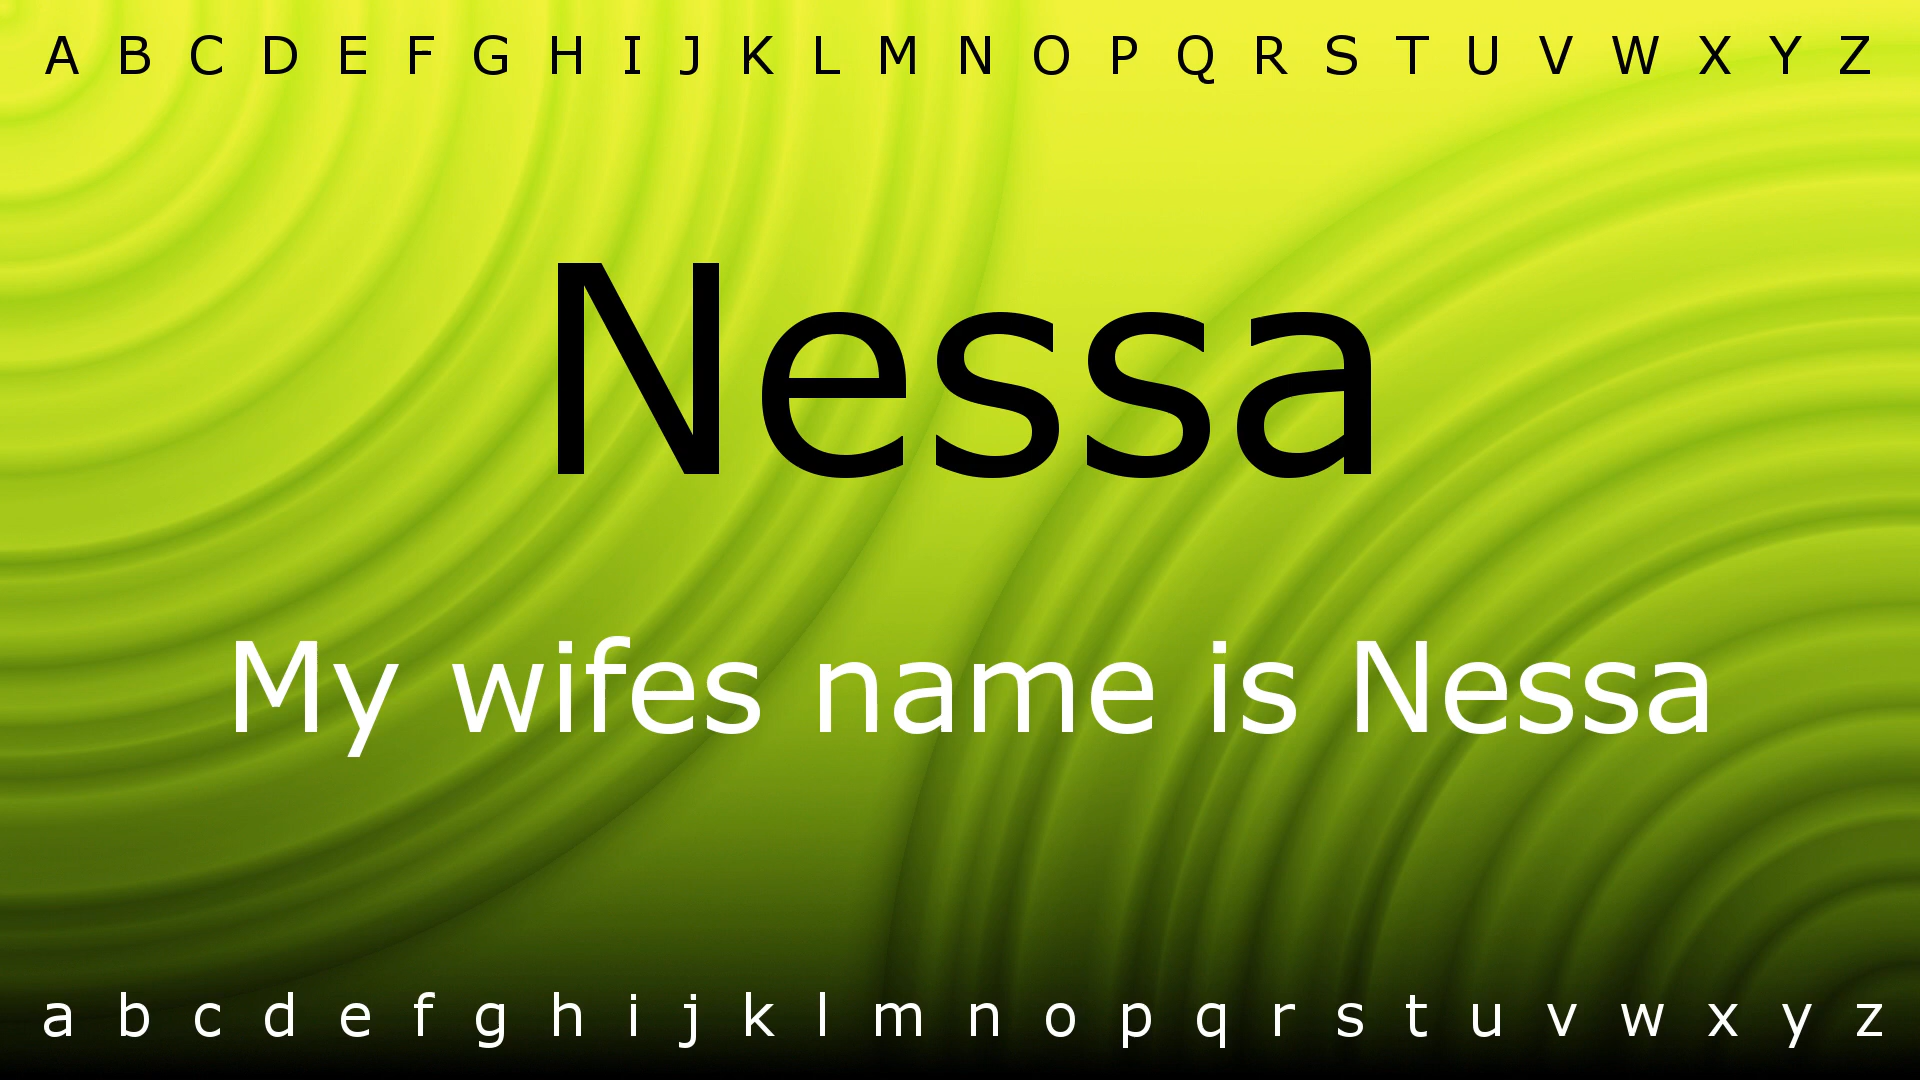 A B C D E F G H I J K L M N O P Q R S T U V W X Y Z
Nessa
My wifes name is Nessa
a b c d e f g h i j k l m n o p q r s t u v w x y z